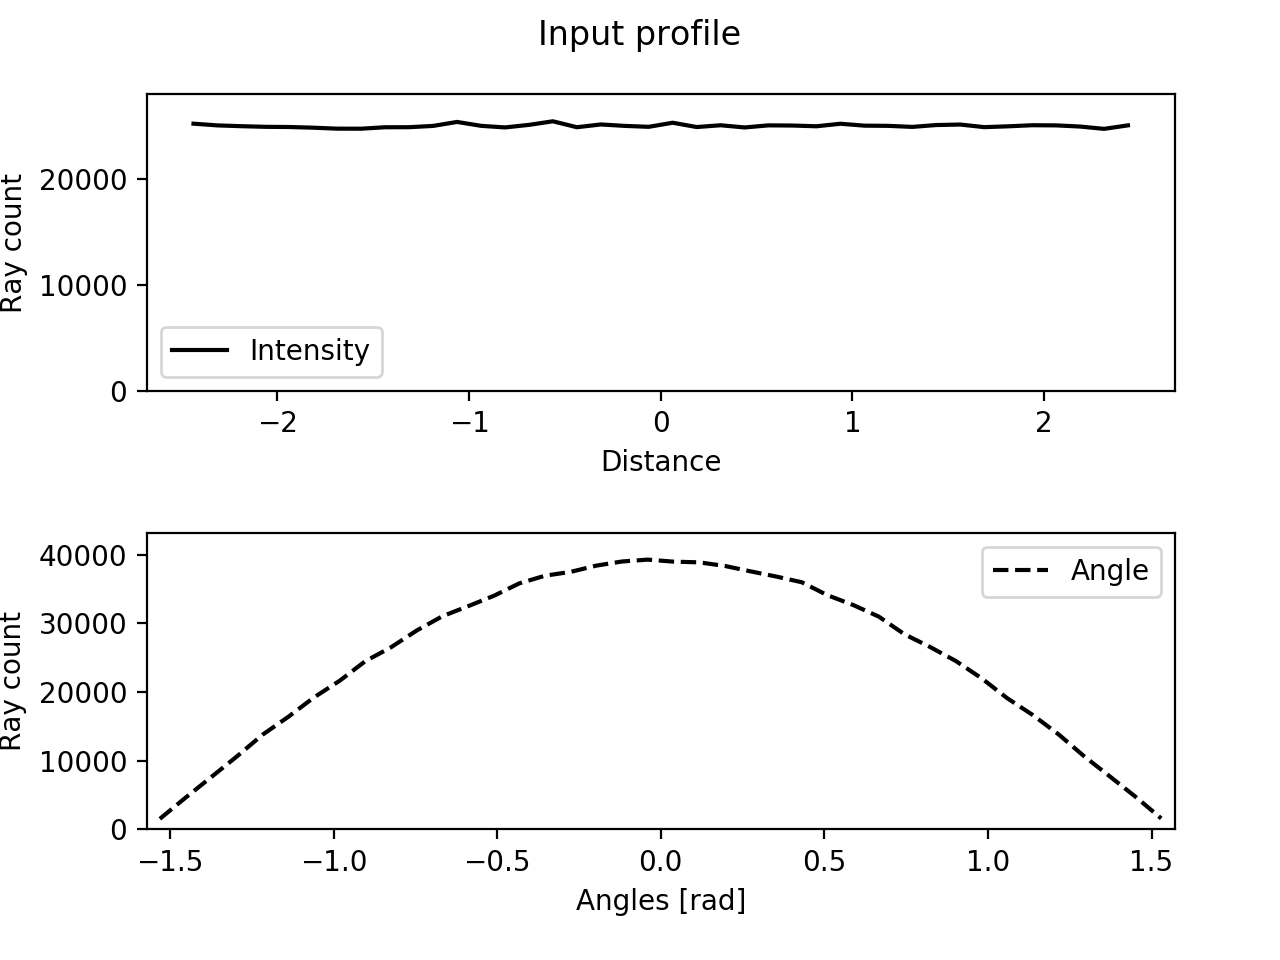 Input profile
Ray count
20000
10000
0
Intensity
−2 −1 0 1 2
Distance
Ray count
40000
30000
20000
10000
0
Angle
−1.5 −1.0 −0.5 0.0 0.5 1.0 1.5
Angles [rad]